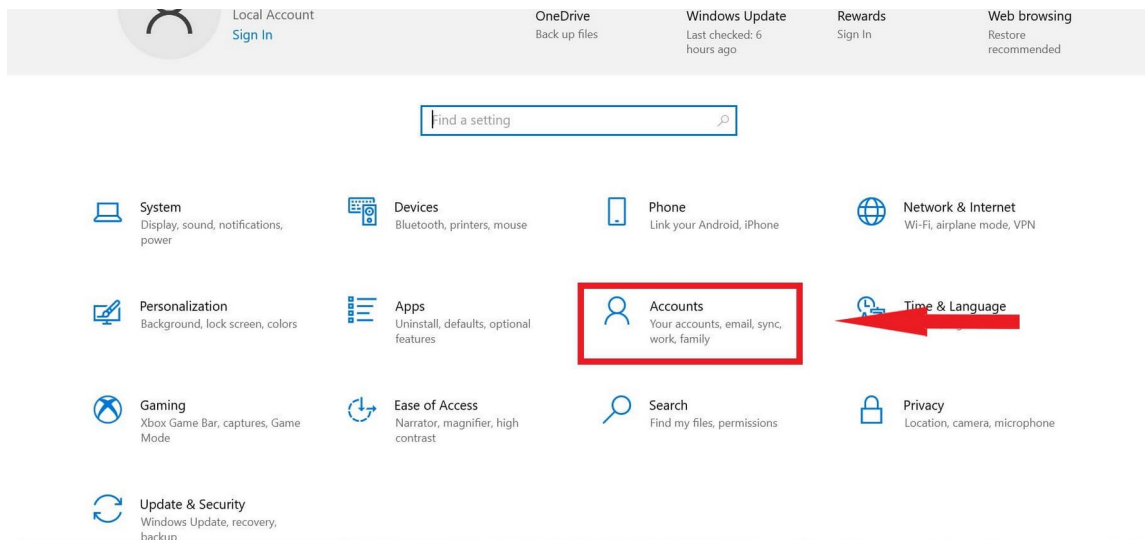 Local Account
Sign In
OneDrive
Back up files
Windows Update
Last checked: 6
hours ago
Rewards
Sign In
Web browsing
Restore
recommended
Find a setting
System
Display, sound, notifications,
power
Devices
Bluetooth, printers, mouse
Phone
Link your Android, iPhone
Network & Internet
Wi-Fi, airplane mode, VPN
Personalization
Background, lock screen, colors
Apps
Uninstall, defaults, optional
features
Accounts
Your accounts, email, sync,
work, family
Time & Language
Gaming
Xbox Game Bar, captures, Game
Mode
Ease of Access
Narrator, magnifier, high
contrast
Search
Find my files, permissions
Privacy
Location, camera, microphone
Update & Security
Windows Update, recovery,
backup